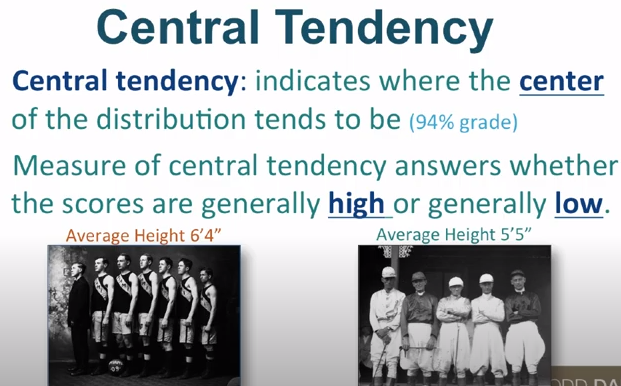 Central Tendency
Central tendency: indicates where the center
of the distribution tends to be (94% grade)
Measure of central tendency answers whether
the scores are generally high or generally low.
Average Height 6’4”
Average Height 5’5”